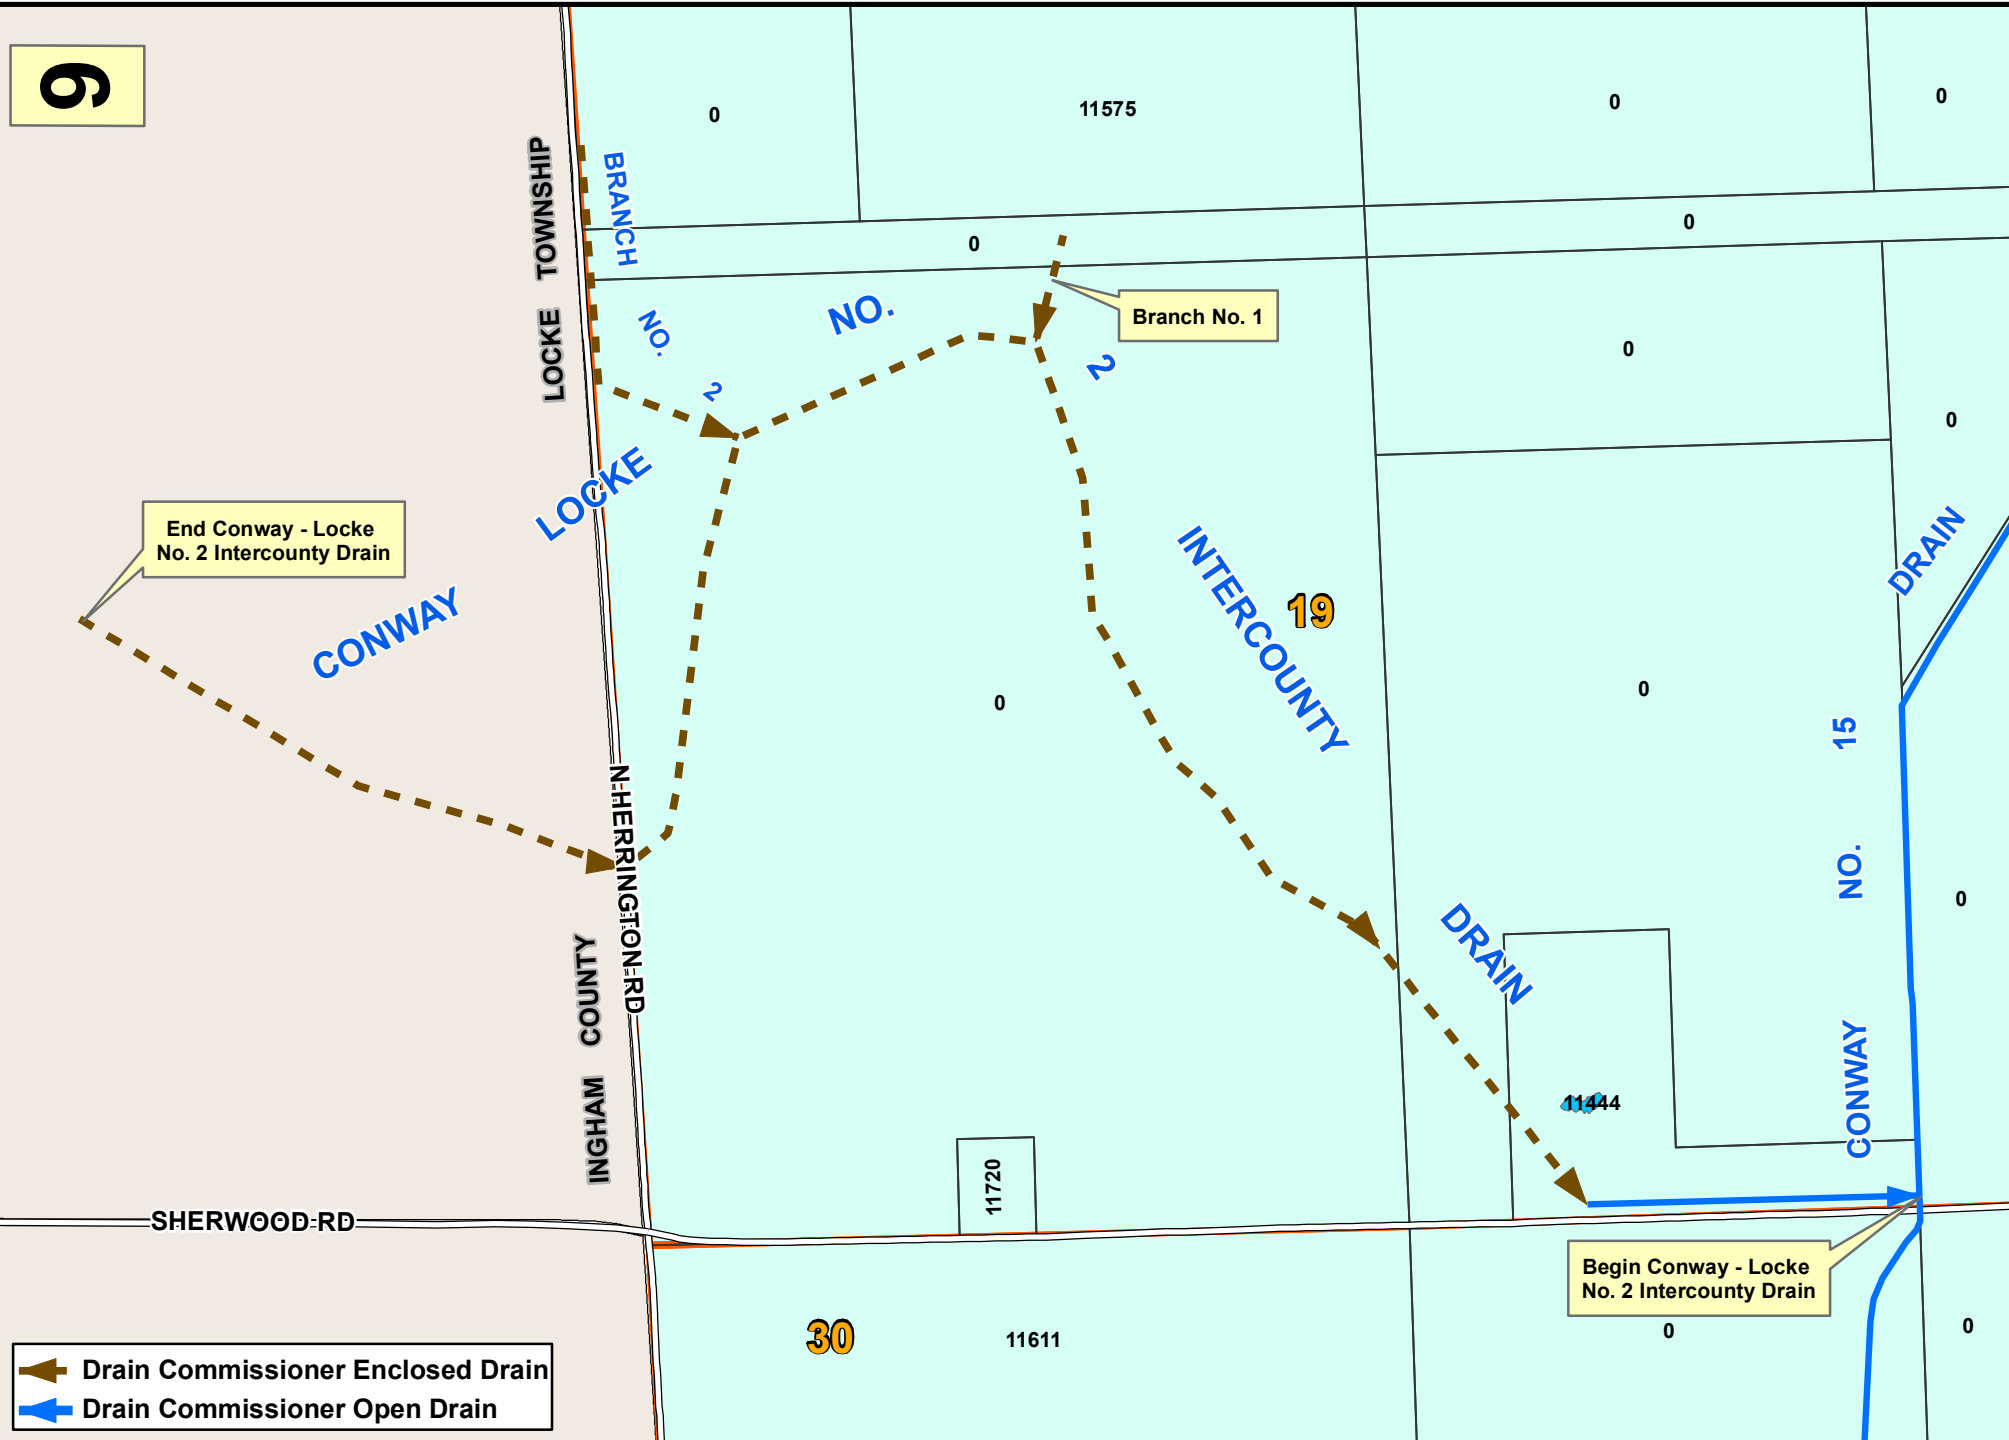 9
0
11575
0
0
LOCKE TOWNSHIP
BRANCH
NO.
2
0
0
NO.
2
Branch No. 1
0
0
LOCKE
End Conway - Locke
No. 2 Intercounty Drain
CONWAY
INTERCOUNTY
19
DRAIN
0
0
15
NO.
CONWAY
0
N HERRINGTON RD
DRAIN
INGHAM COUNTY
11444
11720
SHERWOOD RD
Begin Conway - Locke
No. 2 Intercounty Drain
30
11611
0
0
Drain Commissioner Enclosed Drain
Drain Commissioner Open Drain